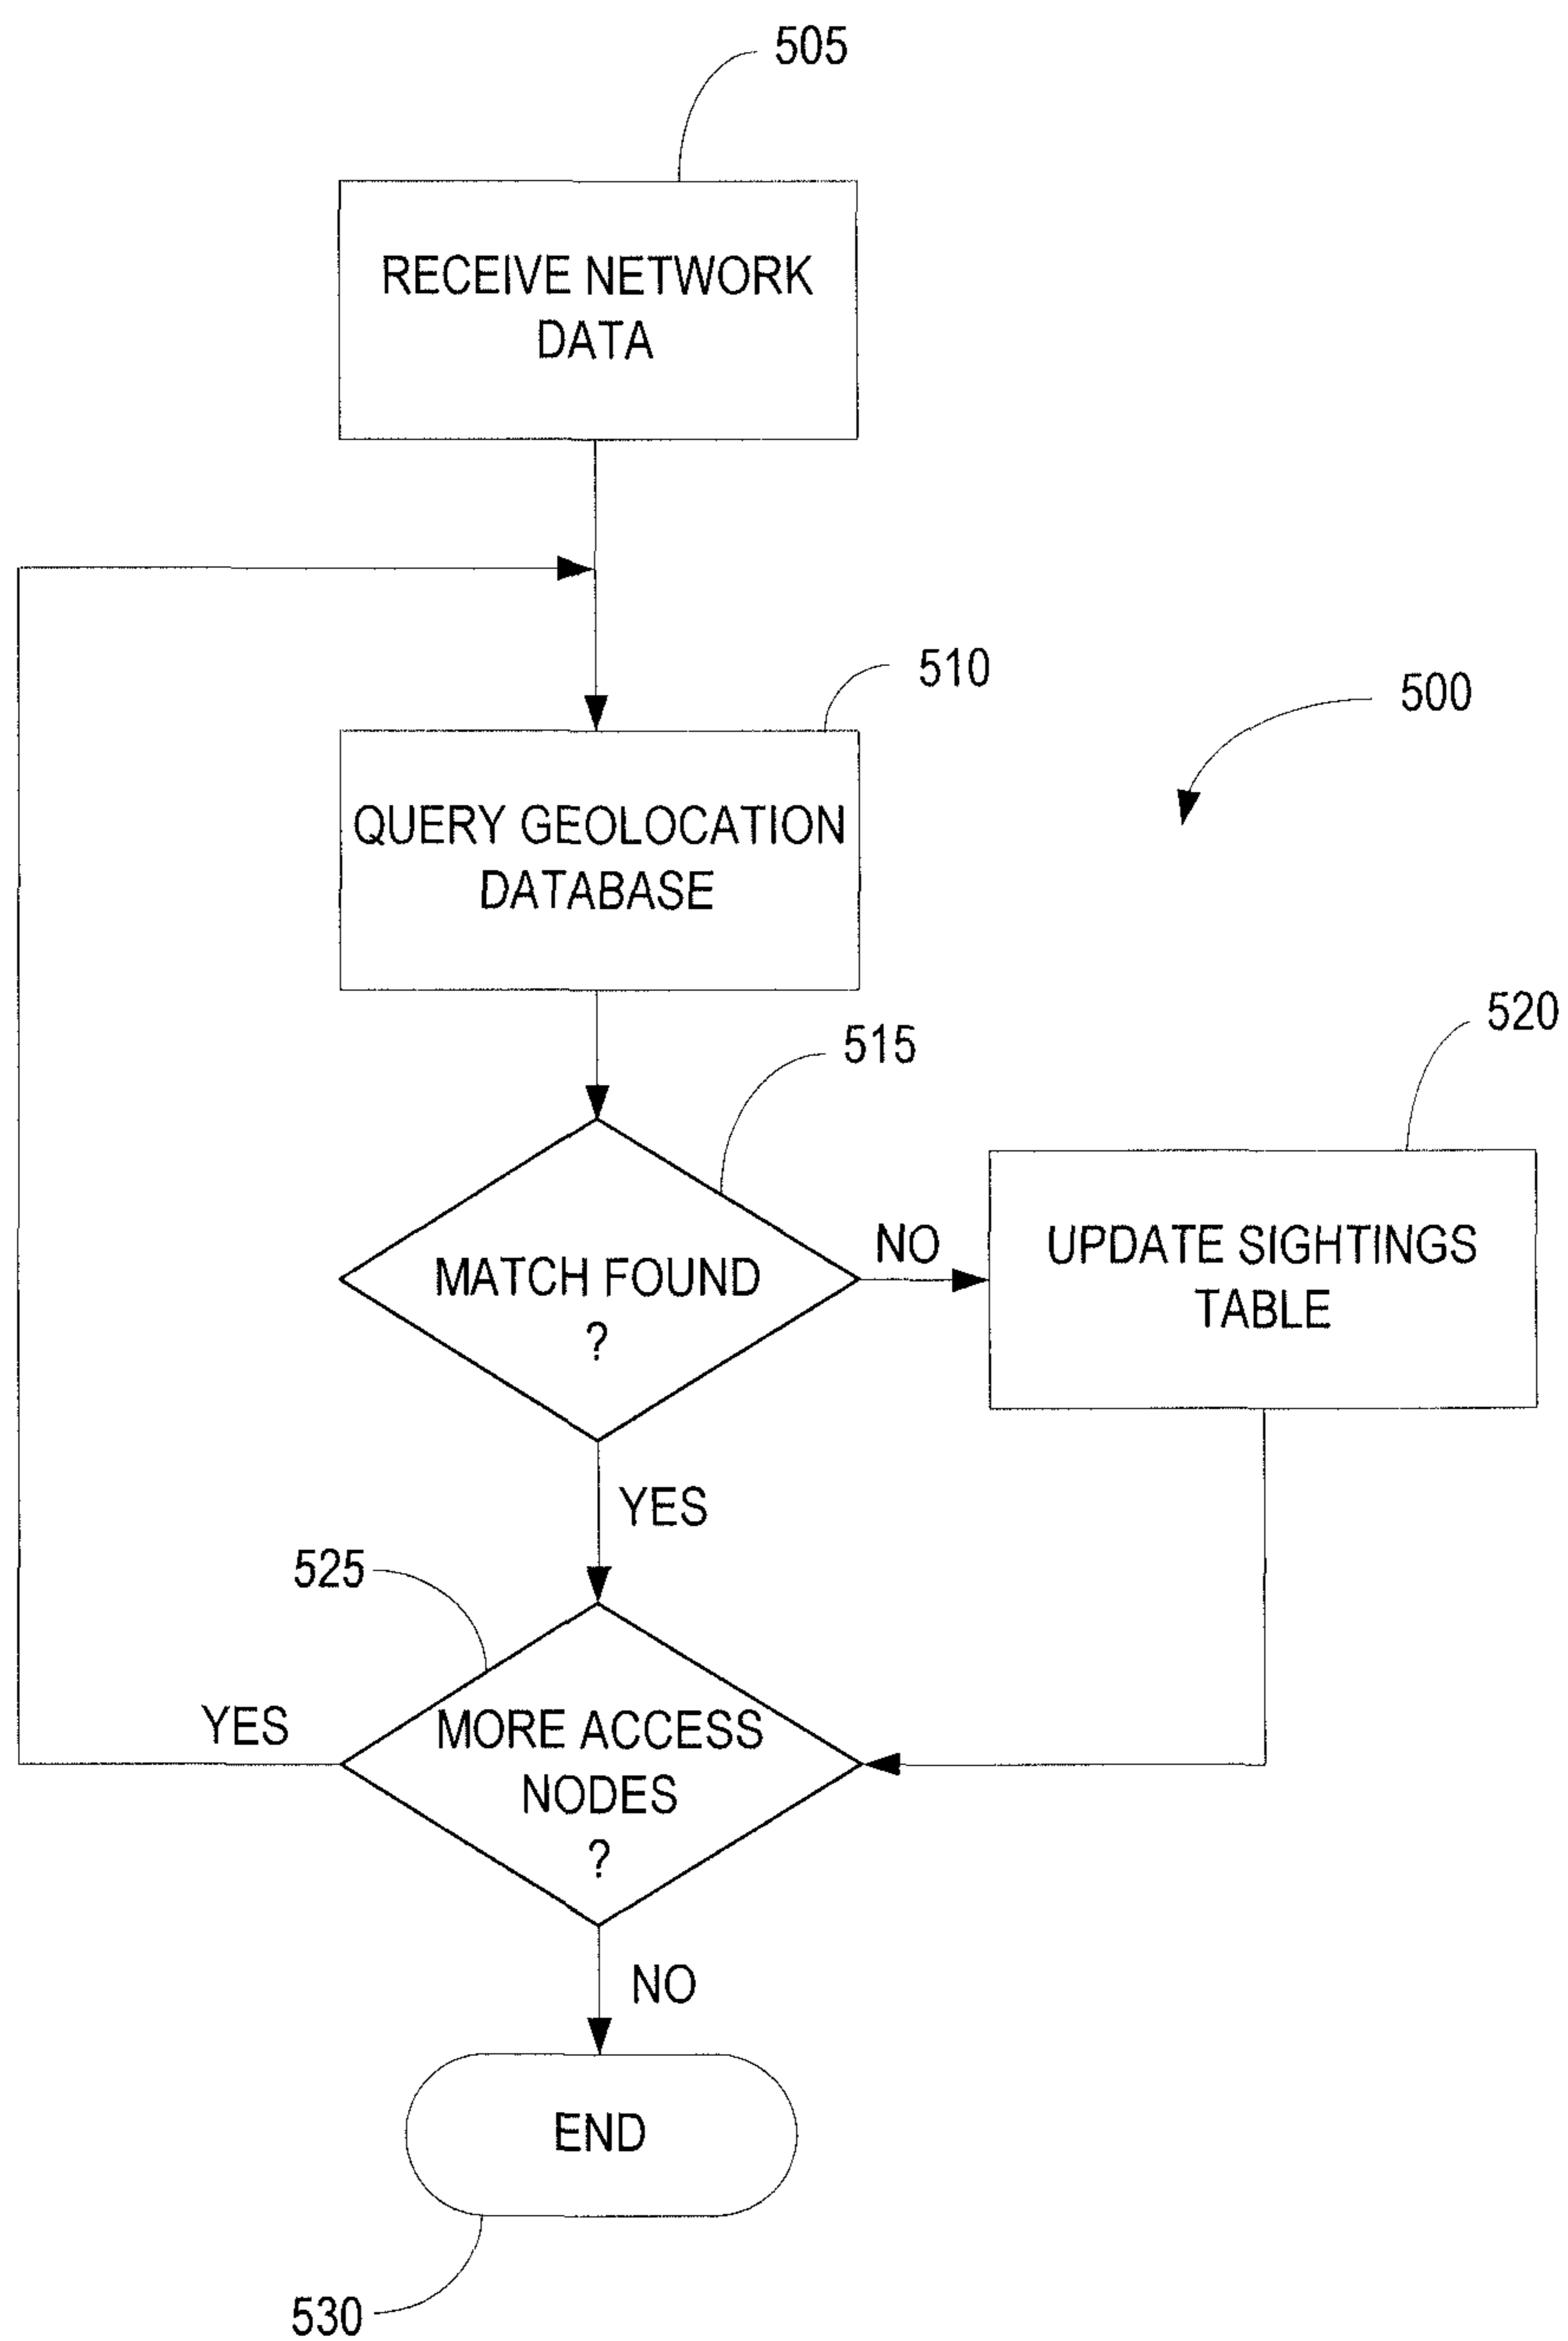 505
RECEIVE NETWORK
DATA
510
500
QUERY GEOLOCATION
DATABASE
515
520
MATCH FOUND
?
NO
UPDATE SIGHTINGS
TABLE
YES
525
YES
MORE ACCESS
NODES
?
NO
END
530